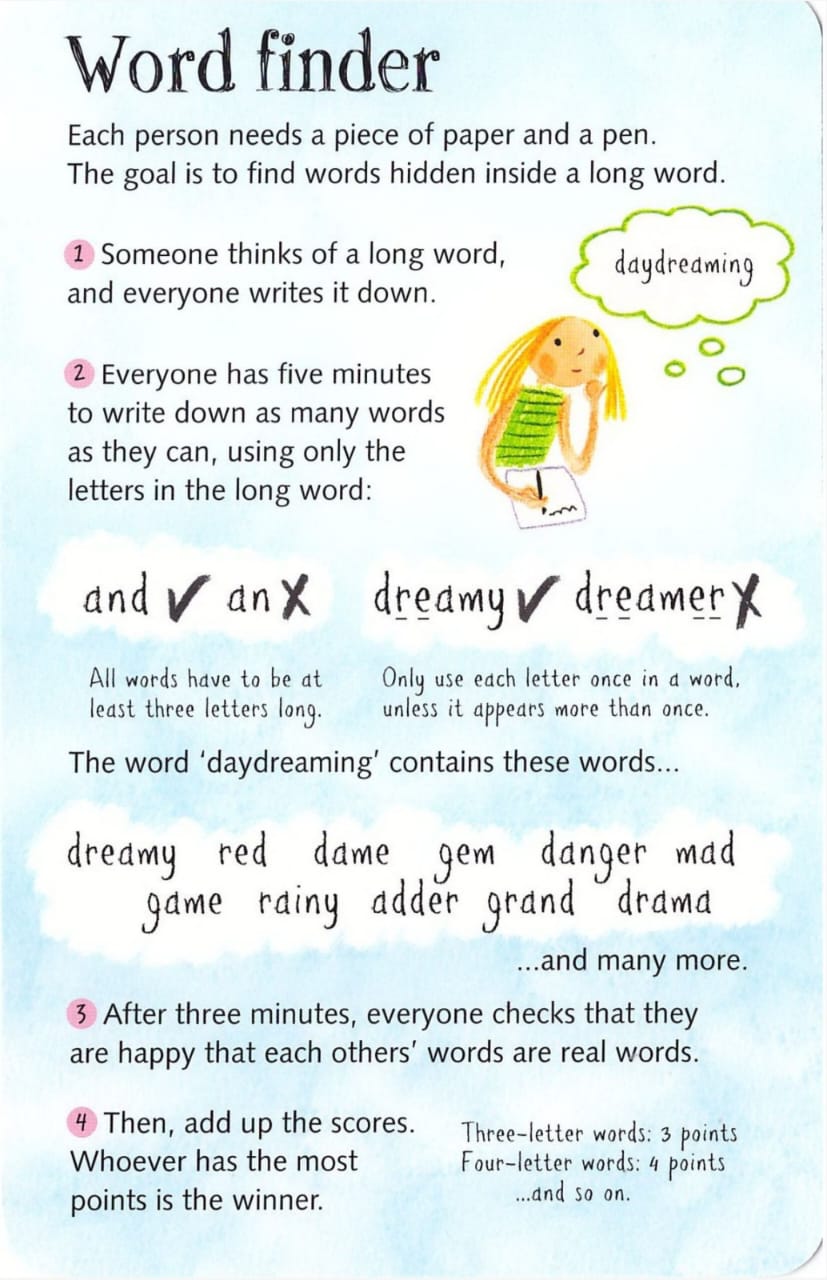 Word finder
Each person needs a piece of paper and a pen.
The goal is to find words hidden inside a long word.
1 Someone thinks of a long word,
and everyone writes it down.
daydreaming
2 Everyone has five minutes
to write down as many words
as they can, using only the
letters in the long word:
and ✔ an ✗ dreamy ✔ dreamer ✗
All words have to be at
least three letters long.
Only use each letter once in a word,
unless it appears more than once.
The word ‘daydreaming’ contains these words...
dreamy red dame gem danger mad
game rainy adder grand drama
...and many more.
3 After three minutes, everyone checks that they
are happy that each others’ words are real words.
4 Then, add up the scores.
Whoever has the most
points is the winner.
Three-letter words: 3 points
Four-letter words: 4 points
...and so on.